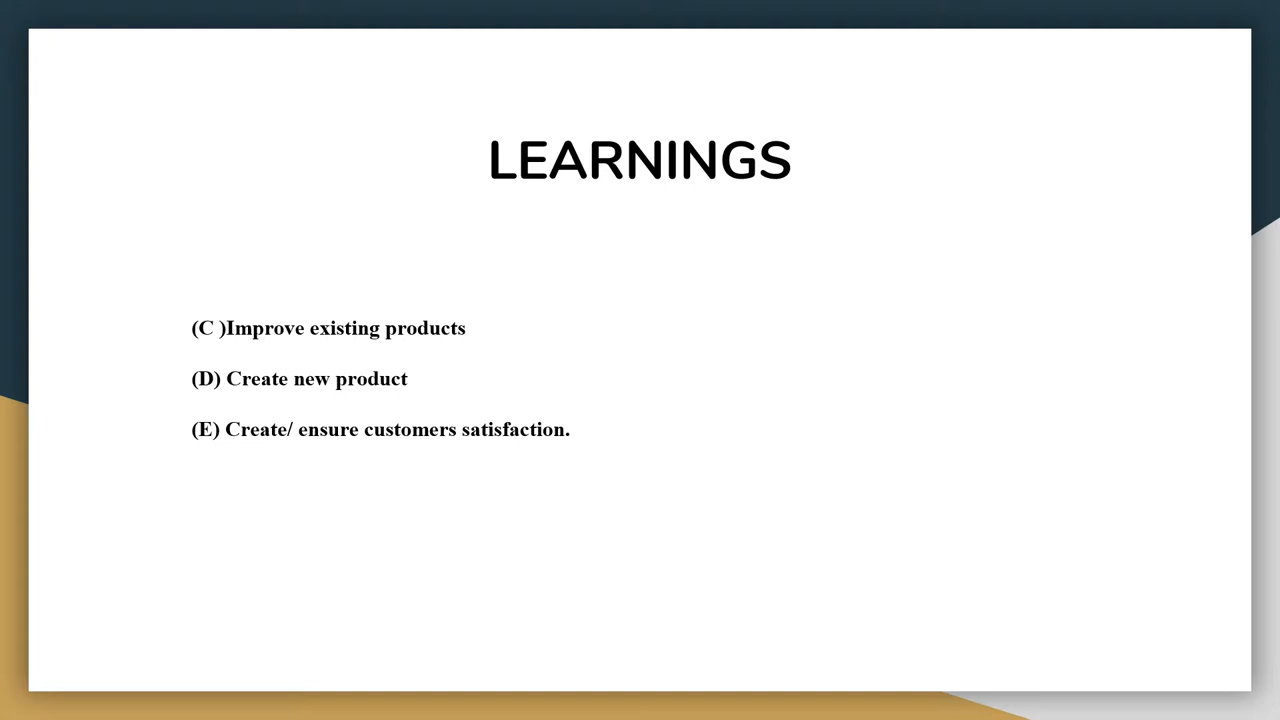 LEARNINGS
(C )Improve existing products
(D) Create new product
(E) Create/ ensure customers satisfaction.